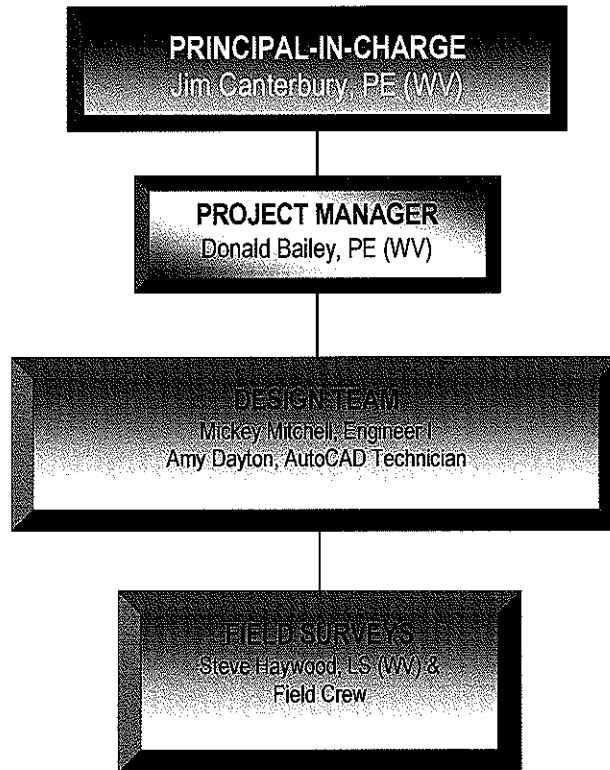 PRINCIPAL-IN-CHARGE
Jim Canterbury, PE (WV)
PROJECT MANAGER
Donald Bailey, PE (WV)
DESIGN TEAM
Mickey Mitchell, Engineer I
Amy Dayton, AutoCAD Technician
FIELD SURVEYS
Steve Haywood, LS (WV) &
Field Crew